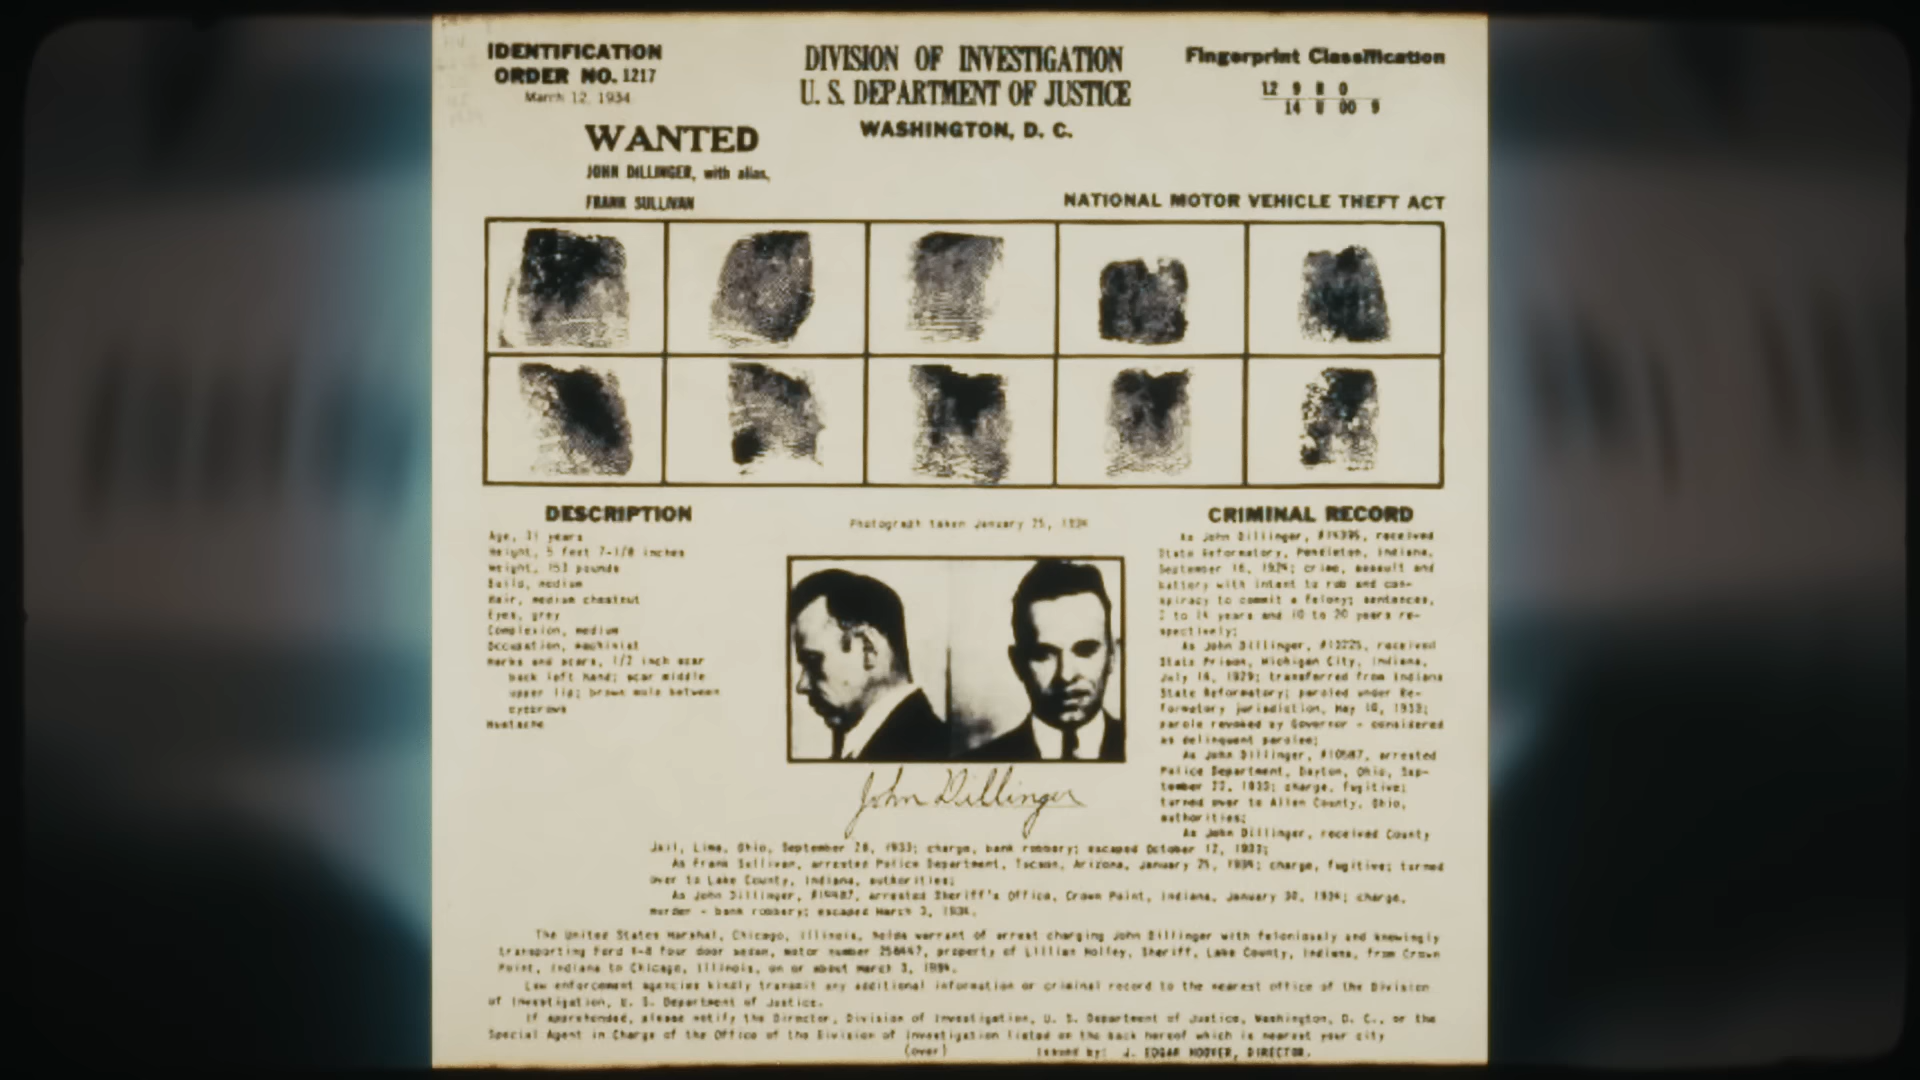 IDENTIFICATION
ORDER NO. 1217
March 12, 1934
DIVISION OF INVESTIGATION
U. S. DEPARTMENT OF JUSTICE
WASHINGTON, D. C.
Fingerprint Classification
12 9 R 0
14 U 00 9
WANTED
JOHN DILLINGER, with alias,
FRANK SULLIVAN
NATIONAL MOTOR VEHICLE THEFT ACT
DESCRIPTION
Age, 31 years
Height, 5 feet 7-1/8 inches
Weight, 153 pounds
Build, medium
Hair, medium chestnut
Eyes, grey
Complexion, medium
Occupation, machinist
Marks and scars, 1/2 inch scar
back left hand; scar middle
upper lip; brown mole between
eyebrows
Mustache
Photograph taken January 25, 1934
John Dillinger
CRIMINAL RECORD
As John Dillinger, #14395, received
State Reformatory, Pendleton, Indiana,
September 16, 1924; crime, assault and
battery with intent to rob and con-
spiracy to commit a felony; sentences,
2 to 14 years and 10 to 20 years re-
spectively;
As John Dillinger, #13225, received
State Prison, Michigan City, Indiana,
July 16, 1929; transferred from Indiana
State Reformatory; paroled under Re-
formatory jurisdiction, May 10, 1933;
parole revoked by Governor - considered
as delinquent parolee;
As John Dillinger, #10587, arrested
Police Department, Dayton, Ohio, Sep-
tember 22, 1933; charge, fugitive;
turned over to Allen County, Ohio,
authorities;
As John Dillinger, received County
Jail, Lima, Ohio, September 28, 1933; charge, bank robbery; escaped October 12, 1933;
As Frank Sullivan, arrested Police Department, Tucson, Arizona, January 25, 1934; charge, fugitive; turned
over to Lake County, Indiana, authorities;
As John Dillinger, arrested Sheriff's Office, Crown Point, Indiana, January 30, 1934; charge,
murder - bank robbery; escaped March 3, 1934.
The United States Marshal, Chicago, Illinois, holds warrant of arrest charging John Dillinger with feloniously and knowingly
transporting Ford V-8 four door sedan, motor number 256447, property of Lillian Holley, Sheriff, Lake County, Indiana, from Crown
Point, Indiana to Chicago, Illinois, on or about March 3, 1934.
Law enforcement agencies kindly transmit any additional information or criminal record to the nearest office of the Division
of Investigation, U. S. Department of Justice.
If apprehended, please notify the Director, Division of Investigation, U. S. Department of Justice, Washington, D. C., or the
Special Agent in Charge of the Office of the Division of Investigation listed on the back hereof which is nearest your city
(over) Issued by: J. EDGAR HOOVER, DIRECTOR.